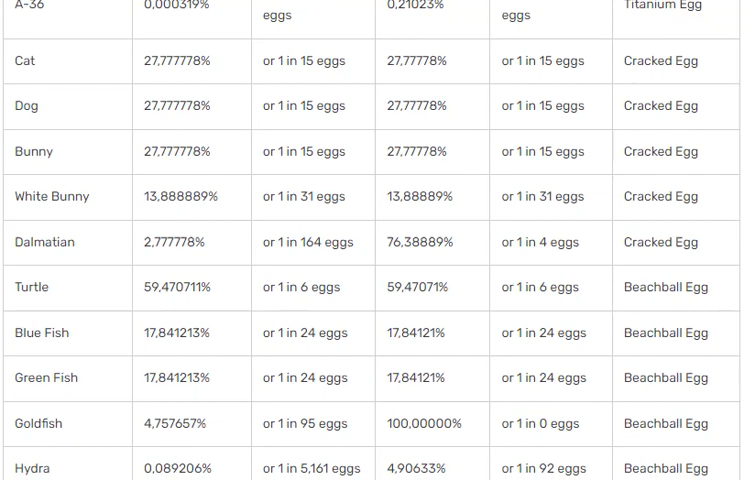 A-36 0,000319% eggs 0,21023% eggs Titanium Egg
Cat 27,777778% or 1 in 15 eggs 27,77778% or 1 in 15 eggs Cracked Egg
Dog 27,777778% or 1 in 15 eggs 27,77778% or 1 in 15 eggs Cracked Egg
Bunny 27,777778% or 1 in 15 eggs 27,77778% or 1 in 15 eggs Cracked Egg
White Bunny 13,888889% or 1 in 31 eggs 13,88889% or 1 in 31 eggs Cracked Egg
Dalmatian 2,777778% or 1 in 164 eggs 76,38889% or 1 in 4 eggs Cracked Egg
Turtle 59,470711% or 1 in 6 eggs 59,47071% or 1 in 6 eggs Beachball Egg
Blue Fish 17,841213% or 1 in 24 eggs 17,84121% or 1 in 24 eggs Beachball Egg
Green Fish 17,841213% or 1 in 24 eggs 17,84121% or 1 in 24 eggs Beachball Egg
Goldfish 4,757657% or 1 in 95 eggs 100,00000% or 1 in 0 eggs Beachball Egg
Hydra 0,089206% or 1 in 5,161 eggs 4,90633% or 1 in 92 eggs Beachball Egg